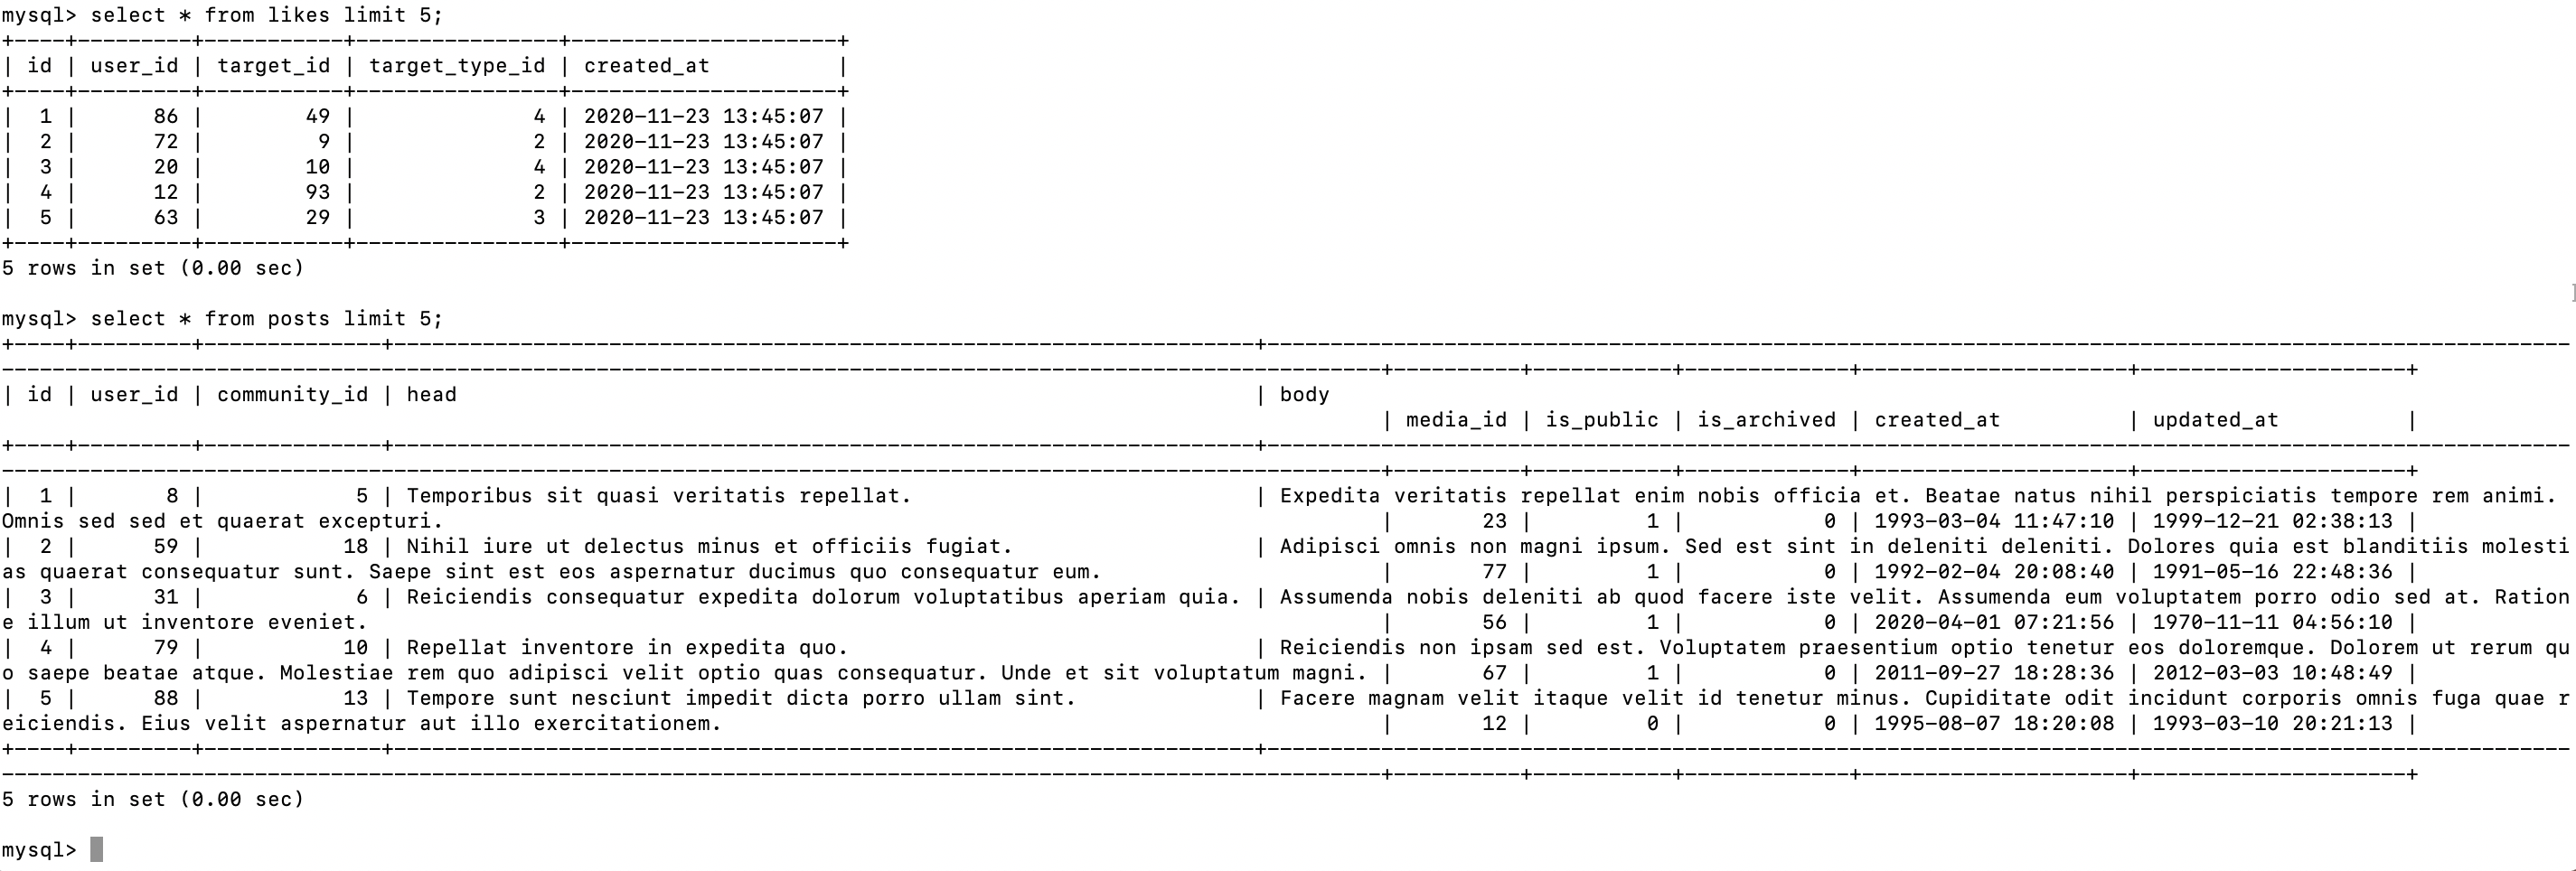 mysql> select * from likes limit 5;
+----+---------+-----------+----------------+---------------------+
| id | user_id | target_id | target_type_id | created_at          |
+----+---------+-----------+----------------+---------------------+
|  1 |      86 |        49 |              4 | 2020-11-23 13:45:07 |
|  2 |      72 |         9 |              2 | 2020-11-23 13:45:07 |
|  3 |      20 |        10 |              4 | 2020-11-23 13:45:07 |
|  4 |      12 |        93 |              2 | 2020-11-23 13:45:07 |
|  5 |      63 |        29 |              3 | 2020-11-23 13:45:07 |
+----+---------+-----------+----------------+---------------------+
5 rows in set (0.00 sec)
mysql> select * from posts limit 5;
| id | user_id | community_id | head | body
| media_id | is_public | is_archived | created_at | updated_at |
| 1 | 8 | 5 | Temporibus sit quasi veritatis repellat. | Expedita veritatis repellat enim nobis officia et. Beatae natus nihil perspiciatis tempore rem animi.
Omnis sed sed et quaerat excepturi. | 23 | 1 | 0 | 1993-03-04 11:47:10 | 1999-12-21 02:38:13 |
| 2 | 59 | 18 | Nihil iure ut delectus minus et officiis fugiat. | Adipisci omnis non magni ipsum. Sed est sint in deleniti deleniti. Dolores quia est blanditiis molesti
as quaerat consequatur sunt. Saepe sint est eos aspernatur ducimus quo consequatur eum. | 77 | 1 | 0 | 1992-02-04 20:08:40 | 1991-05-16 22:48:36 |
| 3 | 31 | 6 | Reiciendis consequatur expedita dolorum voluptatibus aperiam quia. | Assumenda nobis deleniti ab quod facere iste velit. Assumenda eum voluptatem porro odio sed at. Ration
e illum ut inventore eveniet. | 56 | 1 | 0 | 2020-04-01 07:21:56 | 1970-11-11 04:56:10 |
| 4 | 79 | 10 | Repellat inventore in expedita quo. | Reiciendis non ipsam sed est. Voluptatem praesentium optio tenetur eos doloremque. Dolorem ut rerum qu
o saepe beatae atque. Molestiae rem quo adipisci velit optio quas consequatur. Unde et sit voluptatum magni. | 67 | 1 | 0 | 2011-09-27 18:28:36 | 2012-03-03 10:48:49 |
| 5 | 88 | 13 | Tempore sunt nesciunt impedit dicta porro ullam sint. | Facere magnam velit itaque velit id tenetur minus. Cupiditate odit incidunt corporis omnis fuga quae r
eiciendis. Eius velit aspernatur aut illo exercitationem. | 12 | 0 | 0 | 1995-08-07 18:20:08 | 1993-03-10 20:21:13 |
5 rows in set (0.00 sec)
mysql>